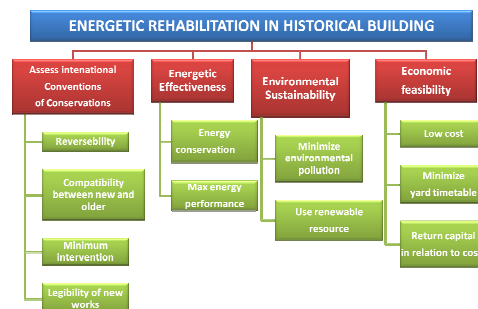 ENERGETIC REHABILITATION IN HISTORICAL BUILDING
Assess intenational
Conventions
of Conservations
Reversebility
Compatibility
between new and
older
Minimum
intervention
Legibility of new
works
Energetic
Effectiveness
Energy
conservation
Max energy
performance
Environmental
Sustainability
Minimize
environmental
pollution
Use renewable
resource
Economic
feasibility
Low cost
Minimize
yard timetable
Return capital
in relation to cos